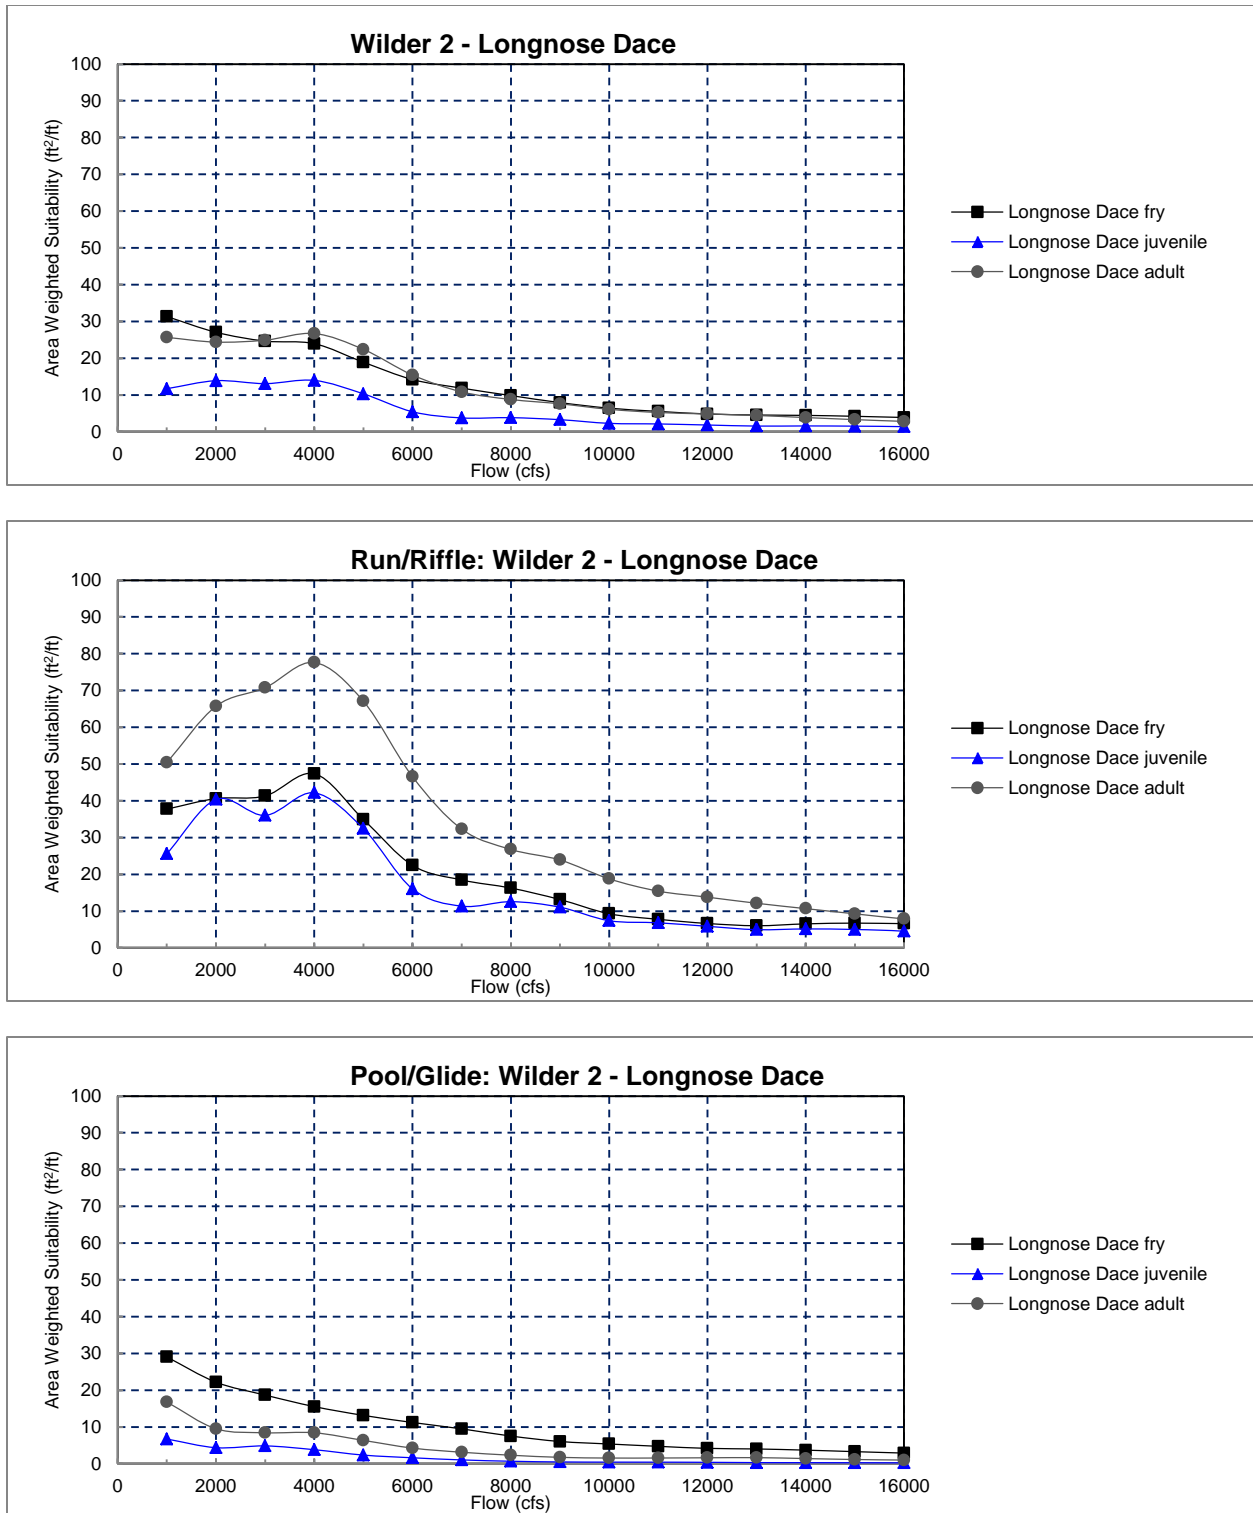 Wilder 2 - Longnose Dace
Area Weighted Suitability (ft²/ft)
100
90
80
70
60
50
40
30
20
10
0
0 2000 4000 6000 8000 10000 12000 14000 16000
Flow (cfs)
Longnose Dace fry
Longnose Dace juvenile
Longnose Dace adult
Run/Riffle: Wilder 2 - Longnose Dace
Area Weighted Suitability (ft²/ft)
100
90
80
70
60
50
40
30
20
10
0
0 2000 4000 6000 8000 10000 12000 14000 16000
Flow (cfs)
Longnose Dace fry
Longnose Dace juvenile
Longnose Dace adult
Pool/Glide: Wilder 2 - Longnose Dace
Area Weighted Suitability (ft²/ft)
100
90
80
70
60
50
40
30
20
10
0
0 2000 4000 6000 8000 10000 12000 14000 16000
Flow (cfs)
Longnose Dace fry
Longnose Dace juvenile
Longnose Dace adult